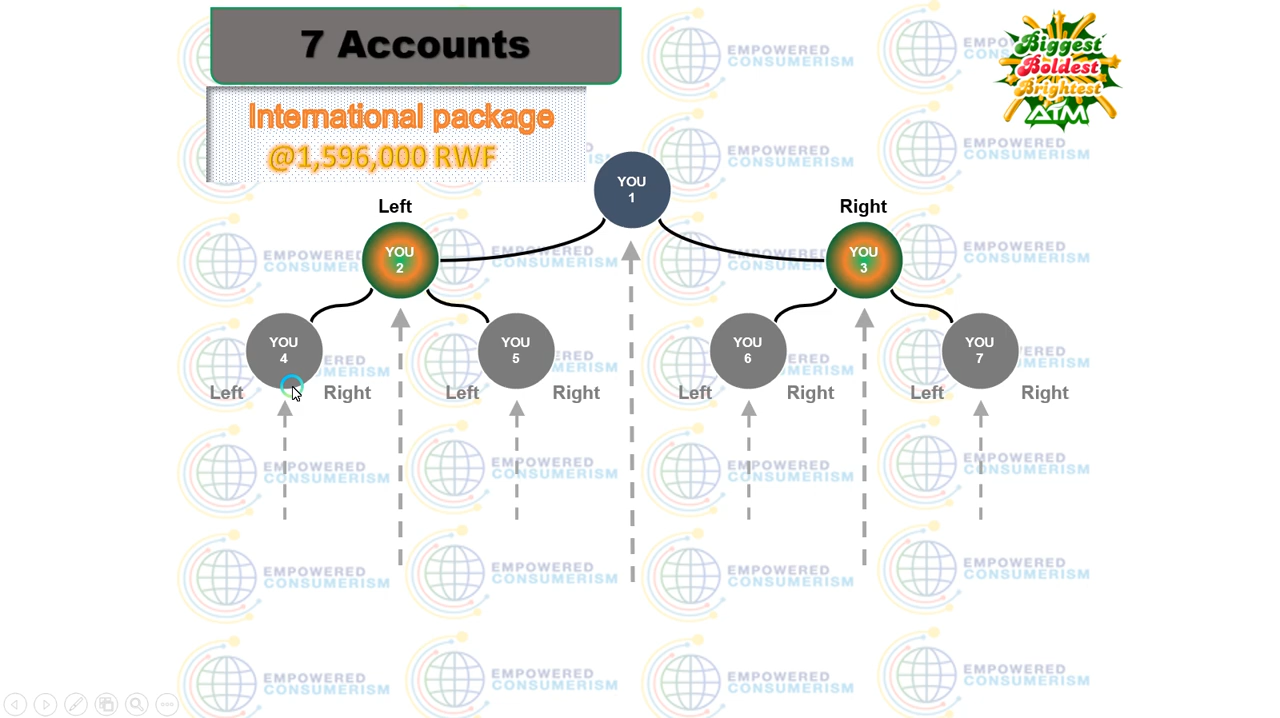 7 Accounts
International package
@1,596,000 RWF
Biggest
Boldest
Brightest
ATM
YOU
1
Left
Right
YOU
2
YOU
3
YOU
4
YOU
5
YOU
6
YOU
7
Left
Right
Left
Right
Left
Right
Left
Right
EMPOWERED
CONSUMERISM